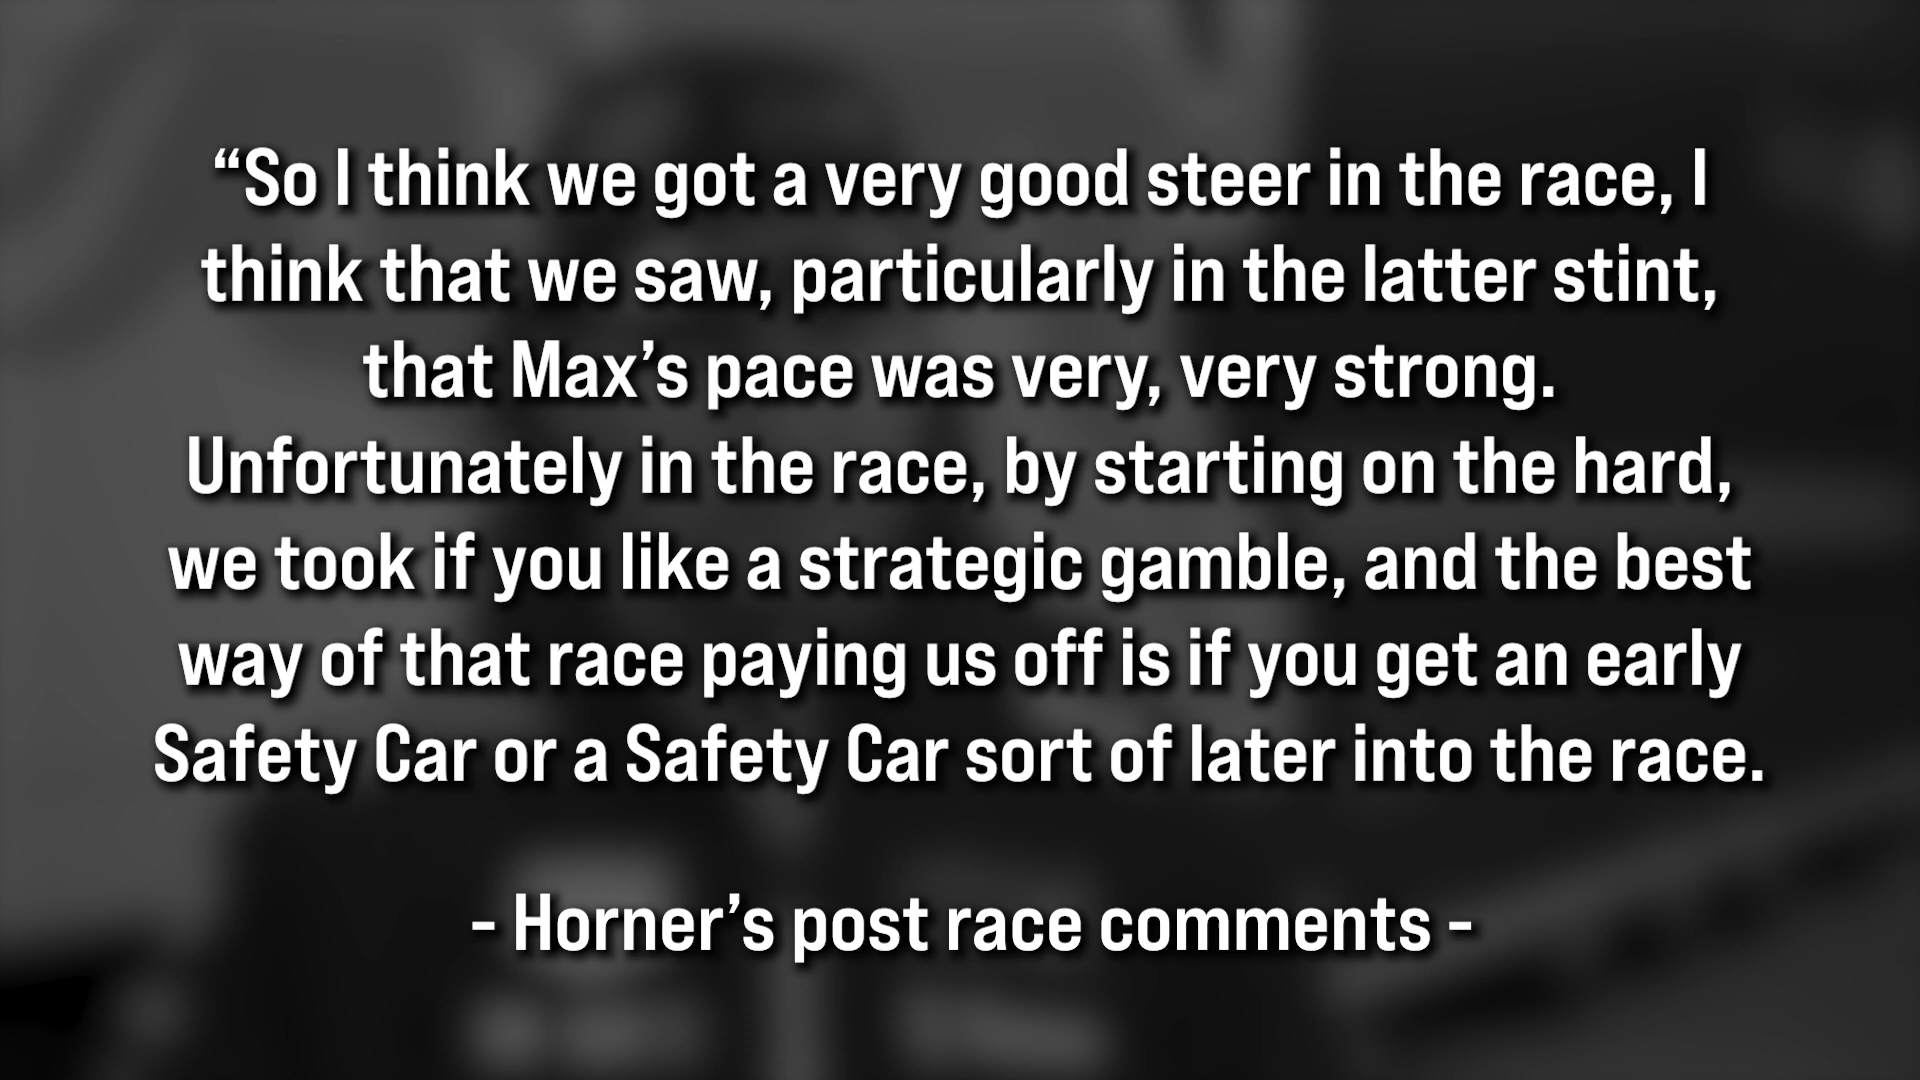 “So I think we got a very good steer in the race, I
think that we saw, particularly in the latter stint,
that Max’s pace was very, very strong.
Unfortunately in the race, by starting on the hard,
we took if you like a strategic gamble, and the best
way of that race paying us off is if you get an early
Safety Car or a Safety Car sort of later into the race.
- Horner’s post race comments -